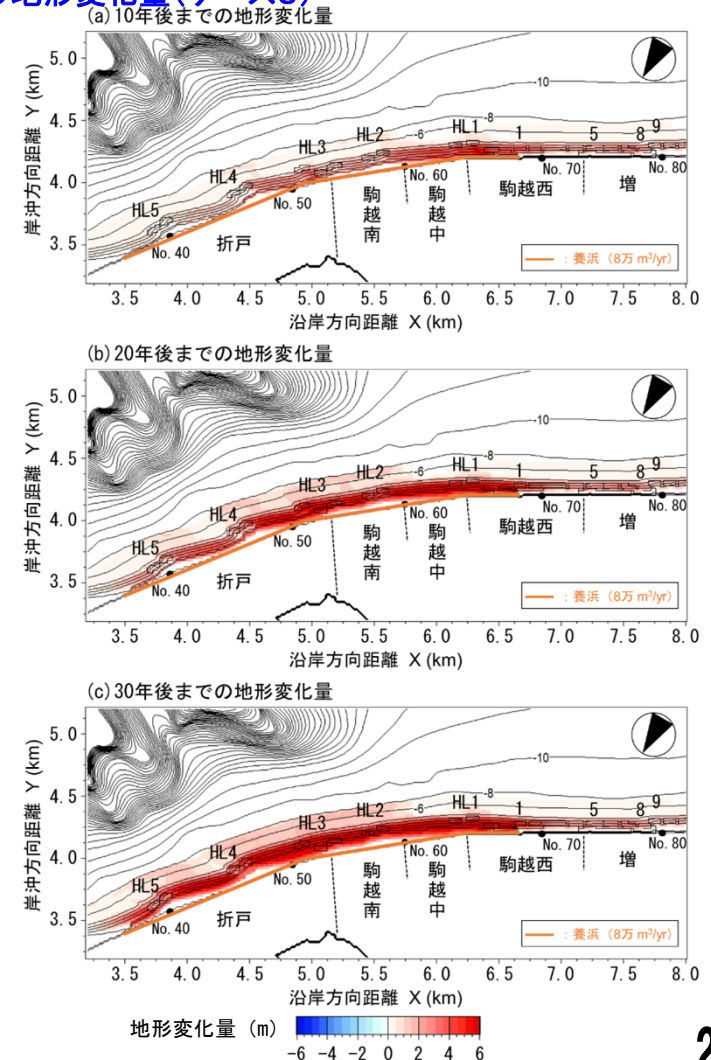 地形変化量(ケース3)
(a)10年後までの地形変化量
岸沖方向距離 Y (km)
5.0
4.5
4.0
3.5
-10
-8
-6
HL5 HL4 HL3 HL2 HL1 1 5 8 9
No.40 No.50 No.60 No.70 No.80
折戸 駒越南 駒越中 駒越西 増
: 養浜 (8万 m³/yr)
3.5 4.0 4.5 5.0 5.5 6.0 6.5 7.0 7.5 8.0
沿岸方向距離 X (km)
(b)20年後までの地形変化量
岸沖方向距離 Y (km)
5.0
4.5
4.0
3.5
-10
-8
-6
HL5 HL4 HL3 HL2 HL1 1 5 8 9
No.40 No.50 No.60 No.70 No.80
折戸 駒越南 駒越中 駒越西 増
: 養浜 (8万 m³/yr)
3.5 4.0 4.5 5.0 5.5 6.0 6.5 7.0 7.5 8.0
沿岸方向距離 X (km)
(c)30年後までの地形変化量
岸沖方向距離 Y (km)
5.0
4.5
4.0
3.5
-10
-8
-6
HL5 HL4 HL3 HL2 HL1 1 5 8 9
No.40 No.50 No.60 No.70 No.80
折戸 駒越南 駒越中 駒越西 増
: 養浜 (8万 m³/yr)
3.5 4.0 4.5 5.0 5.5 6.0 6.5 7.0 7.5 8.0
沿岸方向距離 X (km)
地形変化量 (m)
-6 -4 -2 0 2 4 6
2